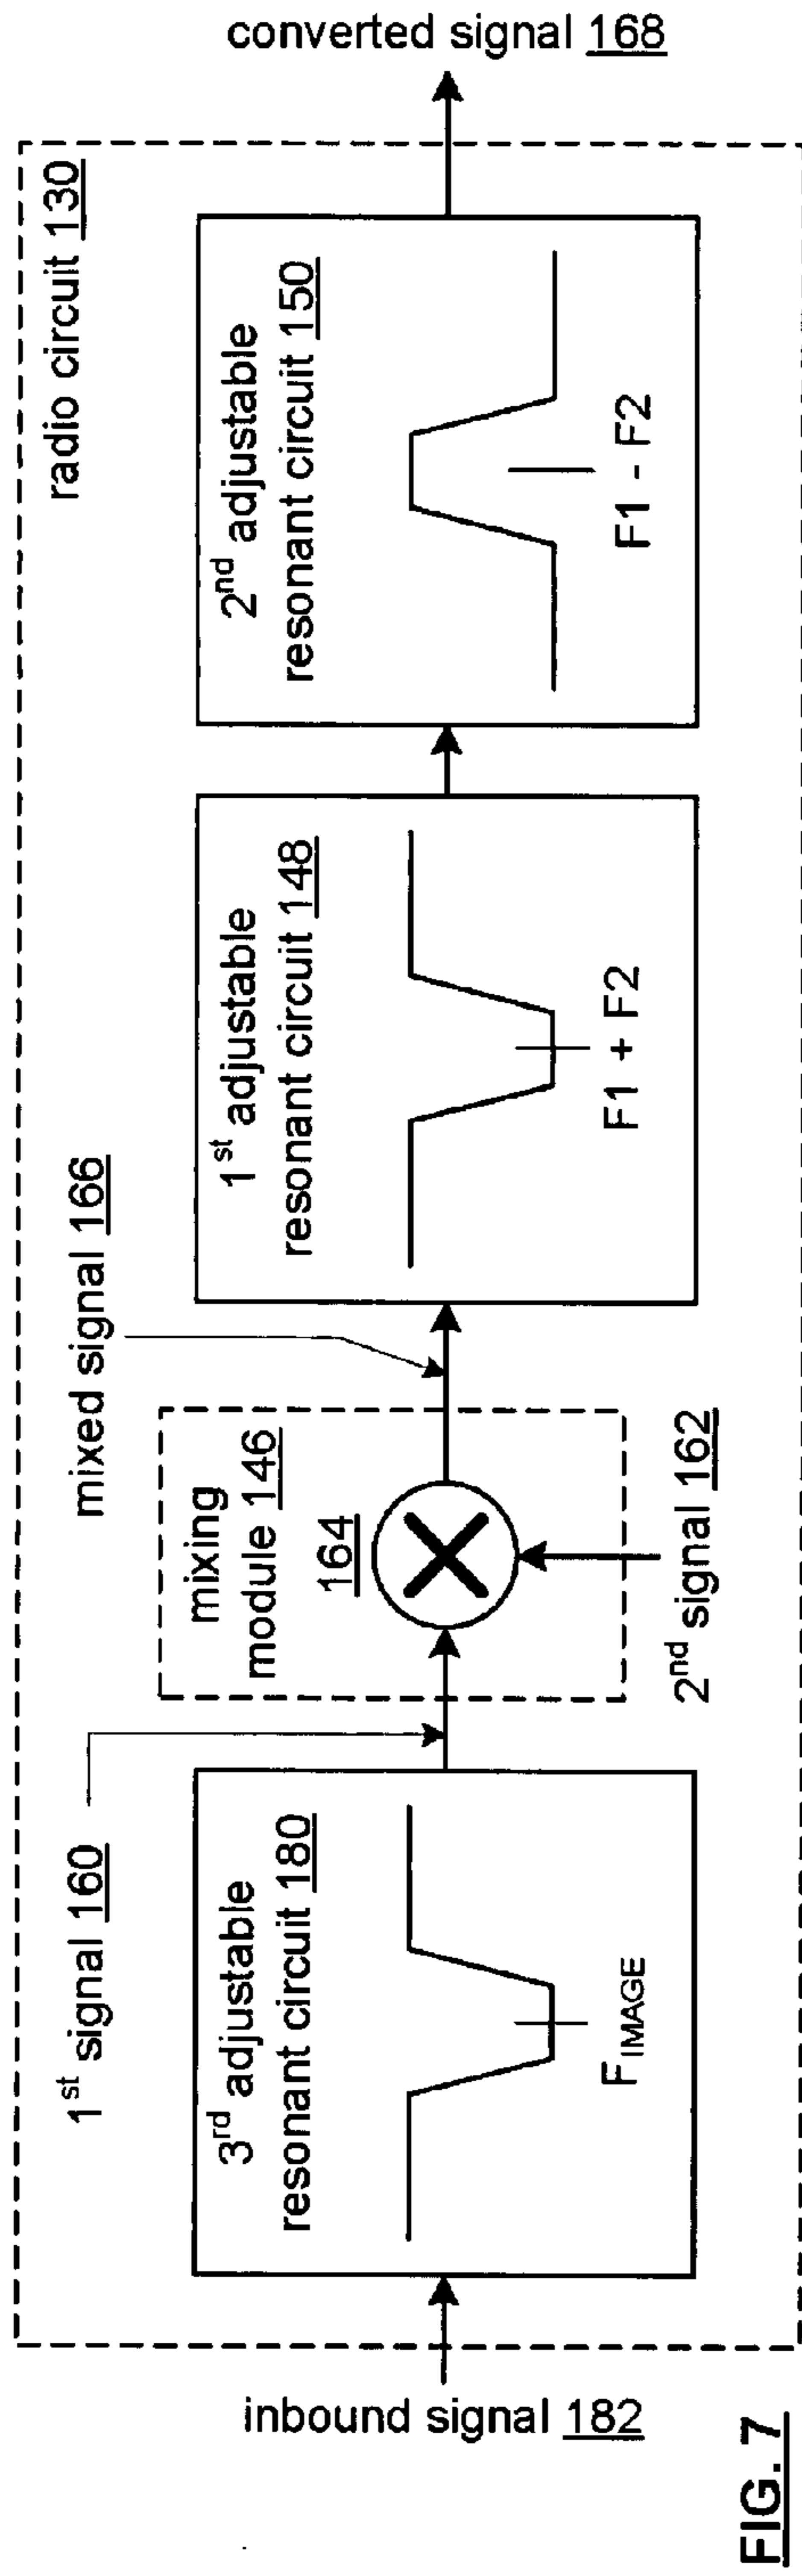 radio circuit 130
inbound signal 182
3rd adjustable
resonant circuit 180
FIMAGE
1st signal 160
mixing
module 146
164
2nd signal 162
mixed signal 166
1st adjustable
resonant circuit 148
F1 + F2
2nd adjustable
resonant circuit 150
F1 - F2
converted signal 168
FIG. 7